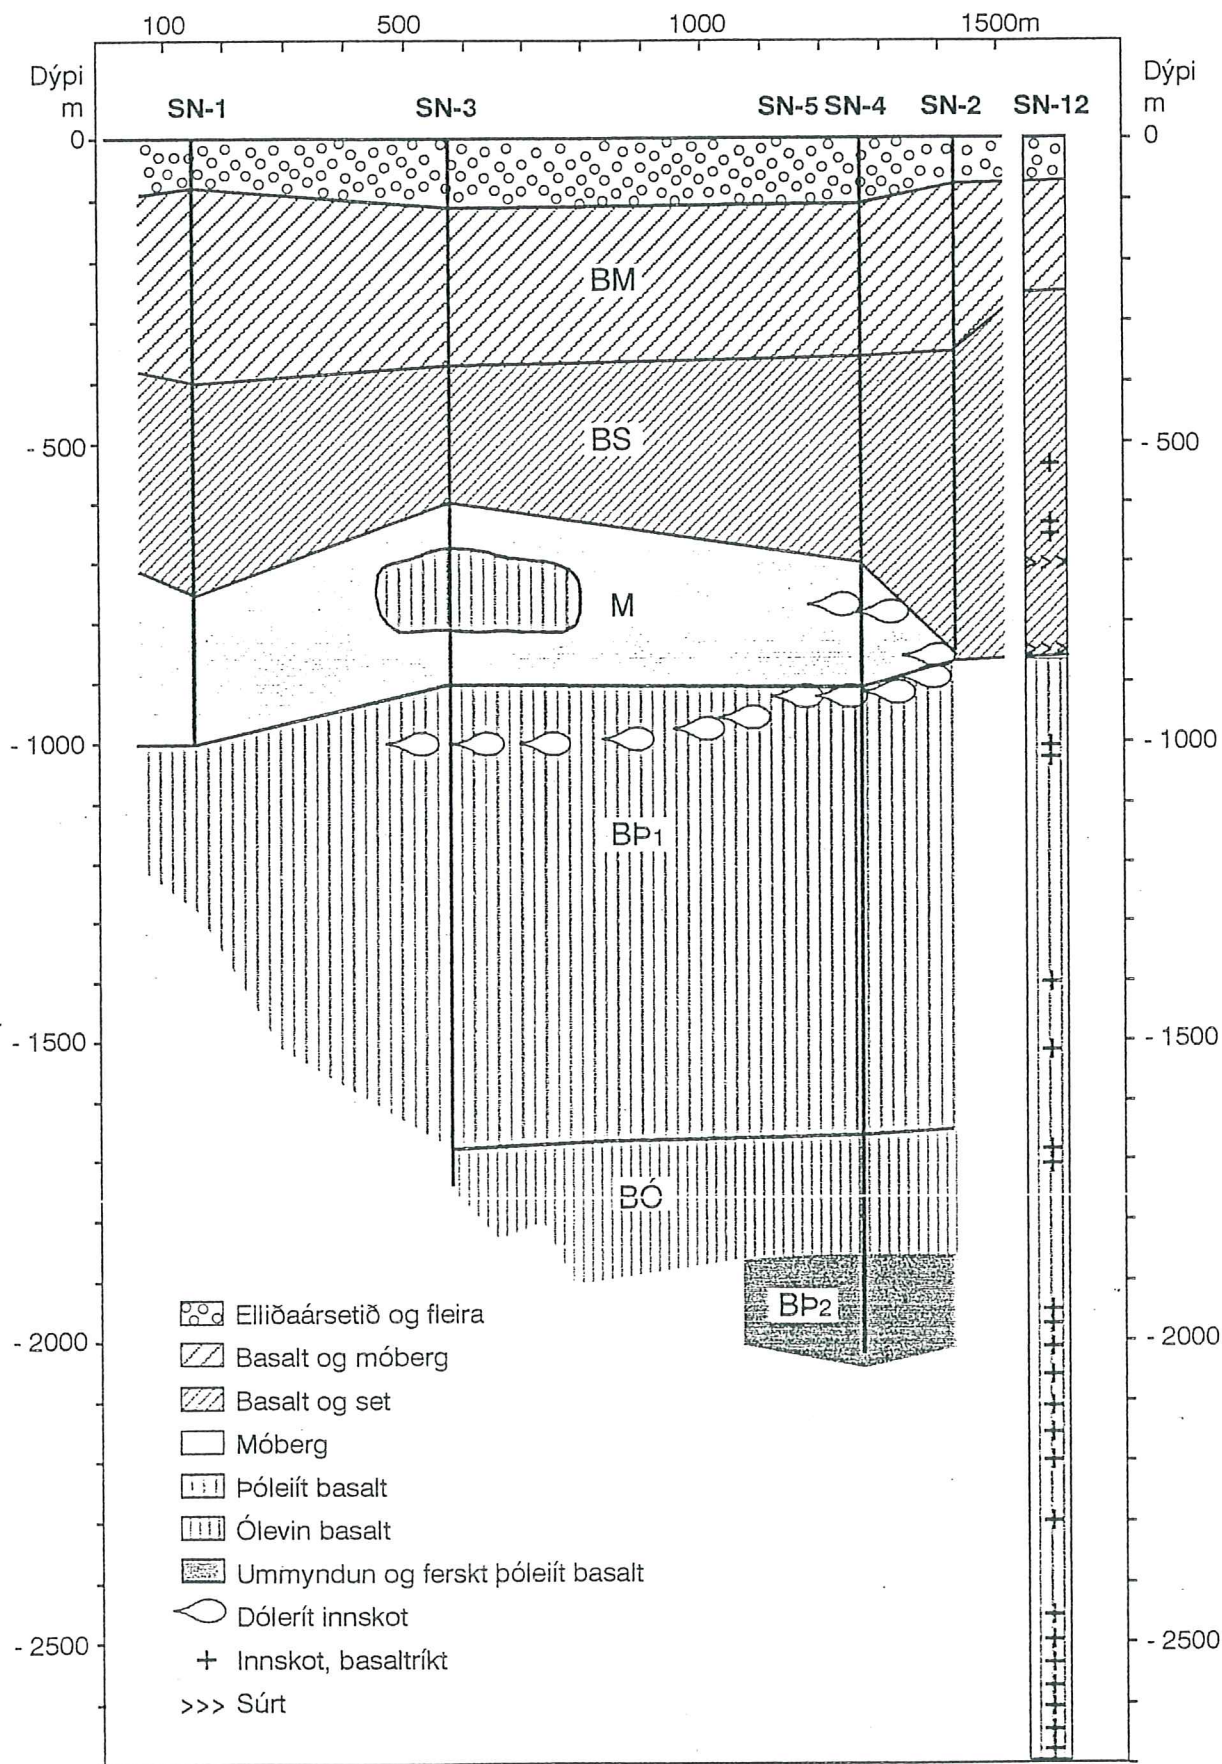 100 500 1000 1500m
Dýpi
m
Dýpi
m
SN-1 SN-3 SN-5 SN-4 SN-2 SN-12
0
0
BM
BS
- 500
- 500
M
- 1000
- 1000
BÞ1
- 1500
- 1500
BÓ
BÞ2
- 2000
- 2000
Elliðaársetið og fleira
Basalt og móberg
Basalt og set
Móberg
Þóleiít basalt
Ólevin basalt
Ummyndun og ferskt þóleiít basalt
Dólerít innskot
Innskot, basaltríkt
>>> Súrt
- 2500
- 2500